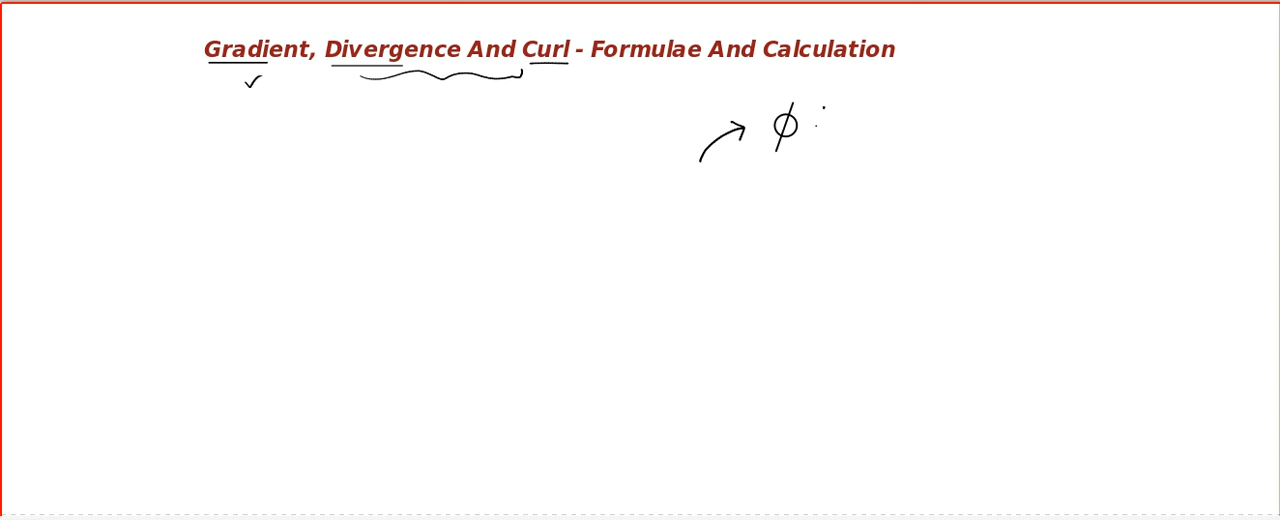 Gradient, Divergence And Curl - Formulae And Calculation
ϕ :